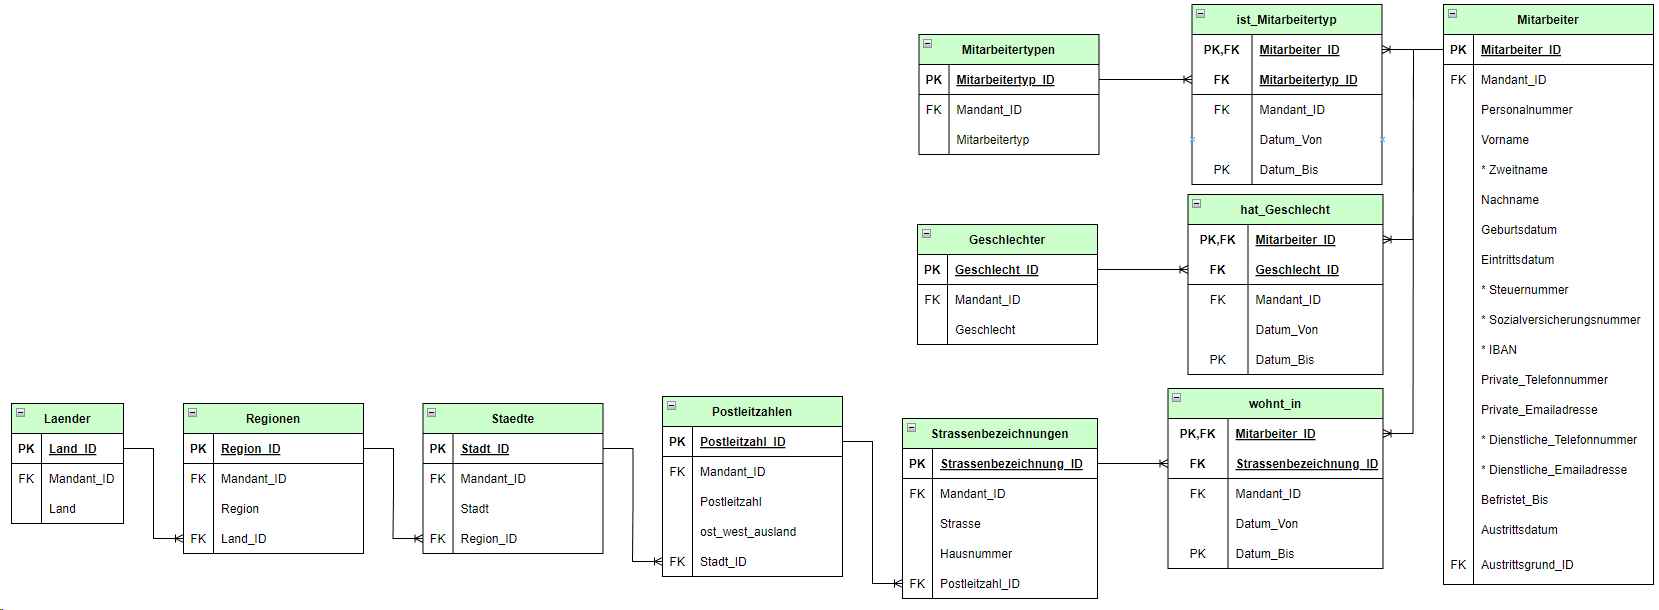 ist_Mitarbeitertyp
PK,FK Mitarbeiter_ID
FK Mitarbeitertyp_ID
FK Mandant_ID
Datum_Von
PK Datum_Bis
Mitarbeiter
PK Mitarbeiter_ID
FK Mandant_ID
Personalnummer
Vorname
* Zweitname
Nachname
Geburtsdatum
Eintrittsdatum
* Steuernummer
* Sozialversicherungsnummer
* IBAN
Private_Telefonnummer
Private_Emailadresse
* Dienstliche_Telefonnummer
* Dienstliche_Emailadresse
Befristet_Bis
Austrittsdatum
FK Austrittsgrund_ID
Mitarbeitertypen
PK Mitarbeitertyp_ID
FK Mandant_ID
Mitarbeitertyp
hat_Geschlecht
PK,FK Mitarbeiter_ID
FK Geschlecht_ID
FK Mandant_ID
Datum_Von
PK Datum_Bis
Geschlechter
PK Geschlecht_ID
FK Mandant_ID
Geschlecht
Laender
PK Land_ID
FK Mandant_ID
Land
Regionen
PK Region_ID
FK Mandant_ID
Region
FK Land_ID
Staedte
PK Stadt_ID
FK Mandant_ID
Stadt
FK Region_ID
Postleitzahlen
PK Postleitzahl_ID
FK Mandant_ID
Postleitzahl
ost_west_ausland
FK Stadt_ID
Strassenbezeichnungen
PK Strassenbezeichnung_ID
FK Mandant_ID
Strasse
Hausnummer
FK Postleitzahl_ID
wohnt_in
PK,FK Mitarbeiter_ID
FK Strassenbezeichnung_ID
FK Mandant_ID
Datum_Von
PK Datum_Bis